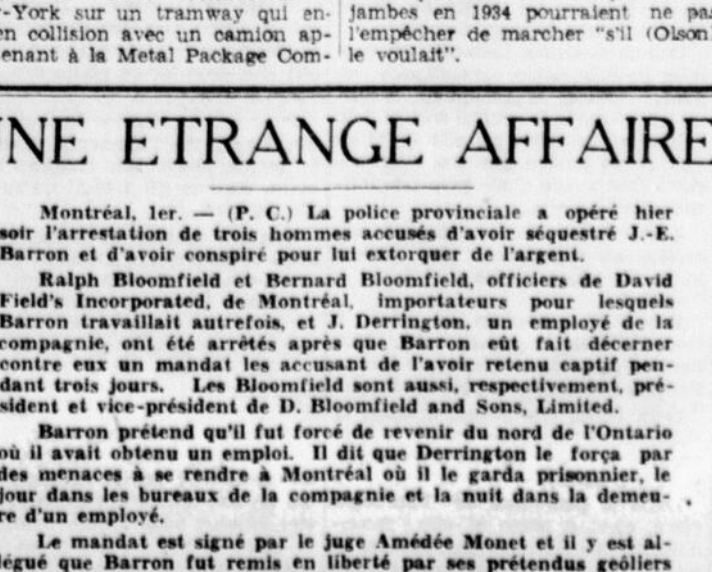 -York sur un tramway qui en-
en collision avec un camion ap-
enant à la Metal Package Com-
jambes en 1934 pourraient ne pas
l'empêcher de marcher "s'il (Olson)
le voulait".
UNE ETRANGE AFFAIRE
Montréal, 1er. — (P. C.) La police provinciale a opéré hier
soir l'arrestation de trois hommes accusés d'avoir séquestré J.-E.
Barron et d'avoir conspiré pour lui extorquer de l'argent.
Ralph Bloomfield et Bernard Bloomfield, officiers de David
Field's Incorporated, de Montréal, importateurs pour lesquels
Barron travaillait autrefois, et J. Derrington, un employé de la
compagnie, ont été arrêtés après que Barron eût fait décerner
contre eux un mandat les accusant de l'avoir retenu captif pen-
dant trois jours. Les Bloomfield sont aussi, respectivement, pré-
sident et vice-président de D. Bloomfield and Sons, Limited.
Barron prétend qu'il fut forcé de revenir du nord de l'Ontario
où il avait obtenu un emploi. Il dit que Derrington le força par
des menaces à se rendre à Montréal où il le garda prisonnier, le
jour dans les bureaux de la compagnie et la nuit dans la demeu-
re d'un employé.
Le mandat est signé par le juge Amédée Monet et il y est al-
légué que Barron fut remis en liberté par ses prétendus geôliers